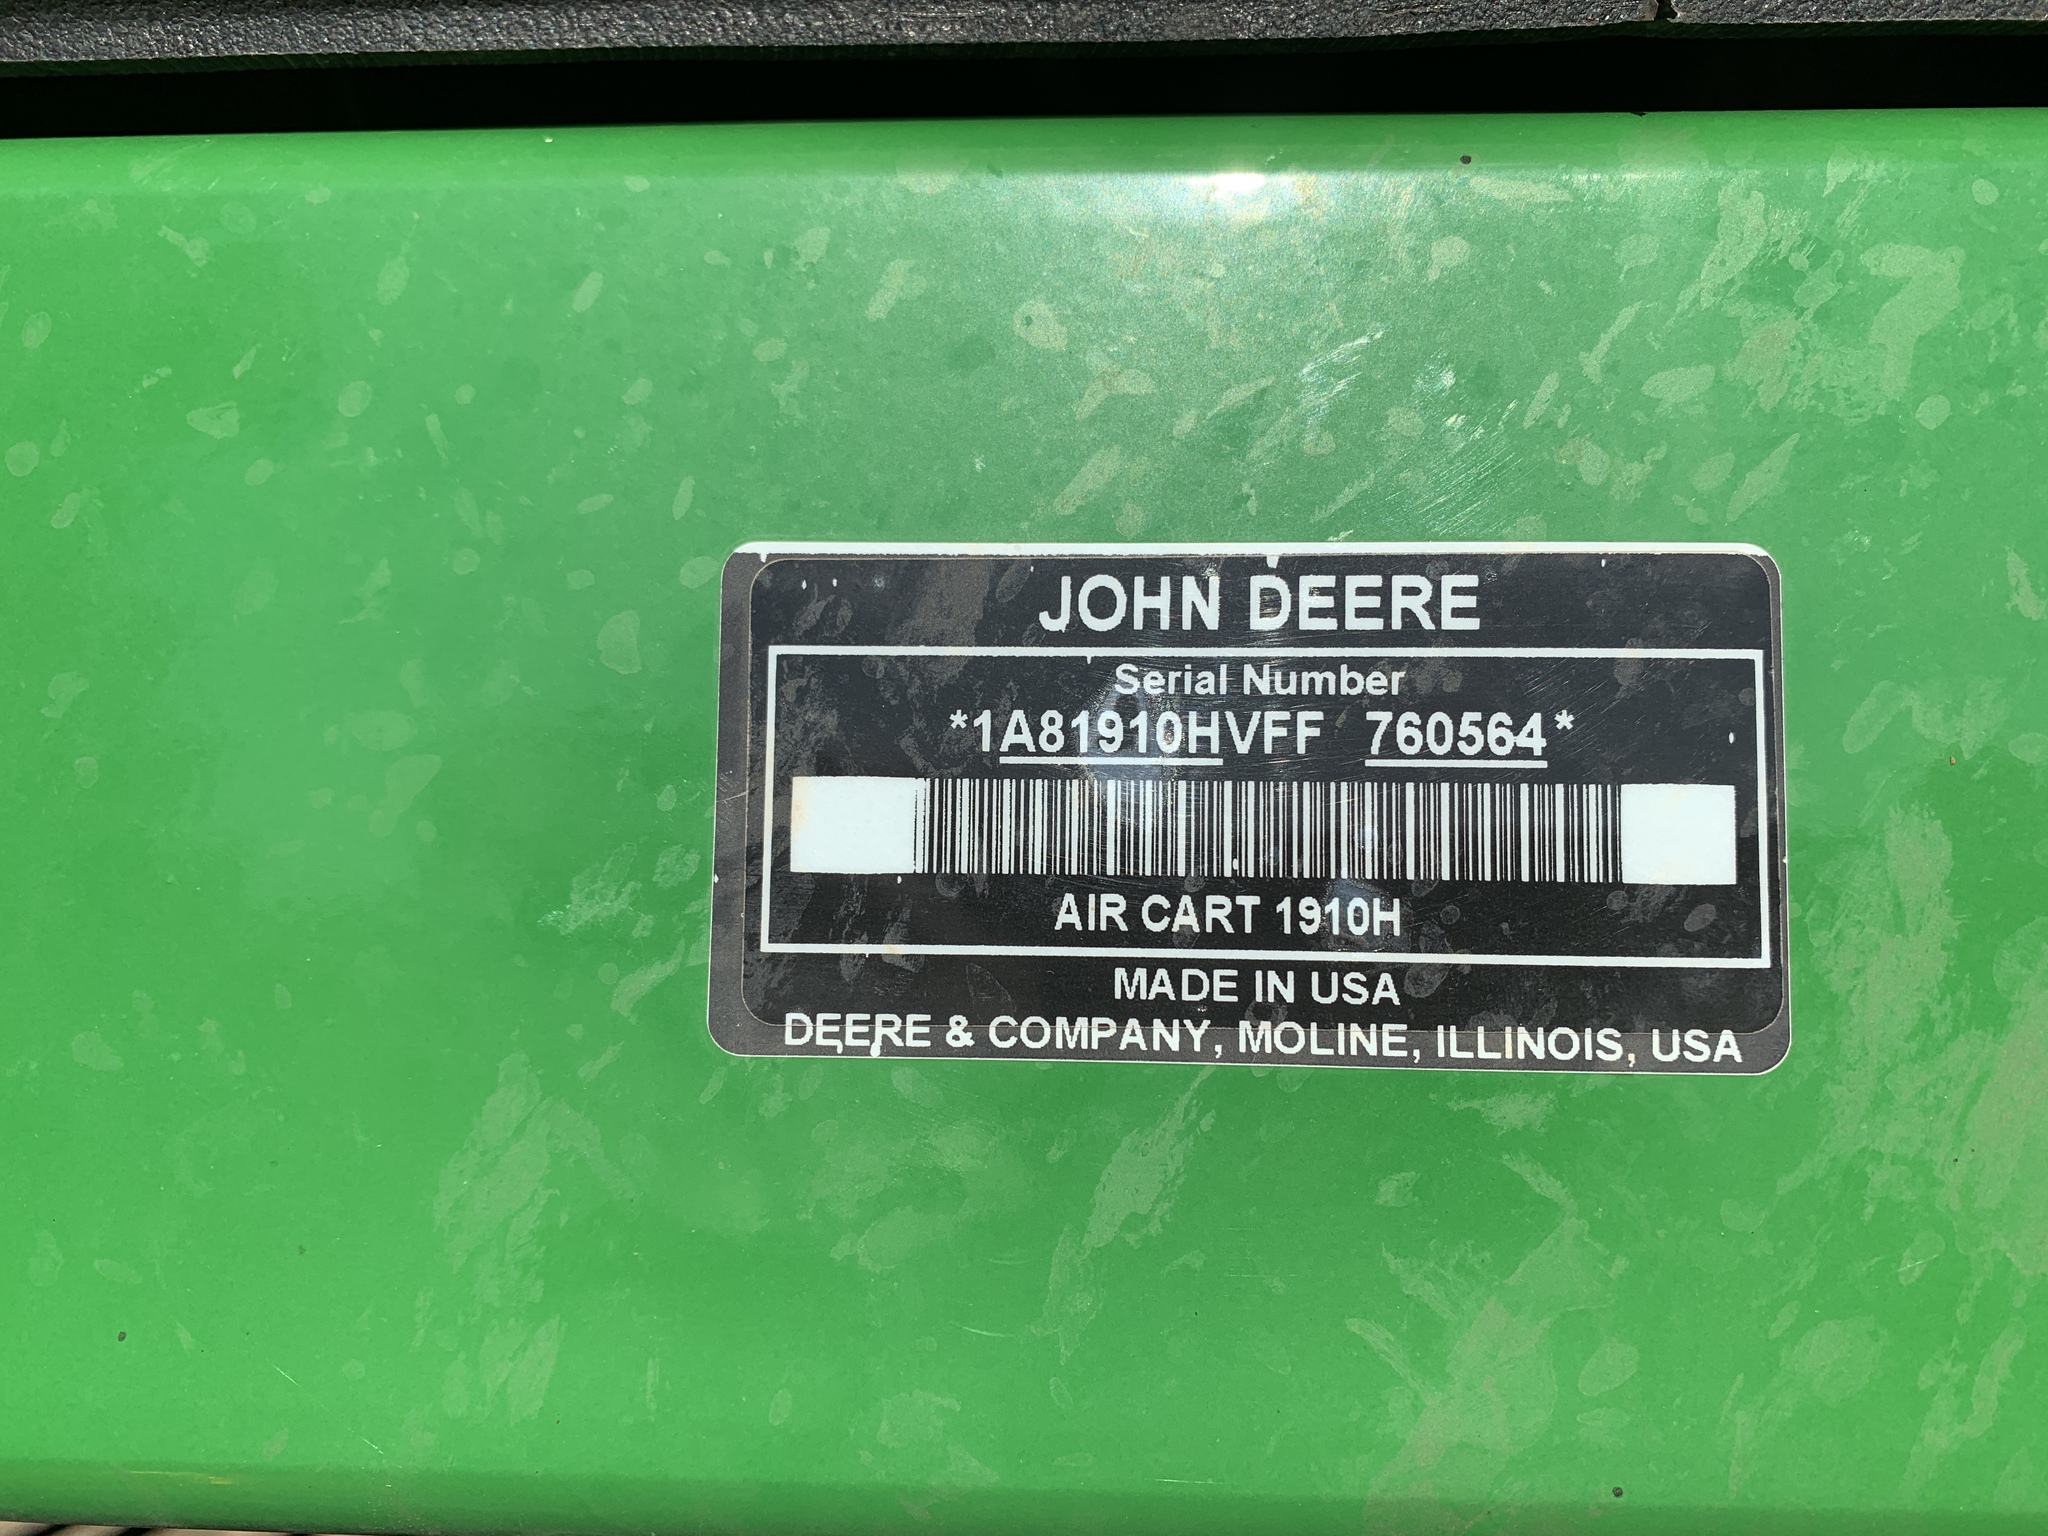 JOHN DEERE
Serial Number
*1A81910HVFF 760564*
AIR CART 1910H
MADE IN USA
DEERE & COMPANY, MOLINE, ILLINOIS, USA